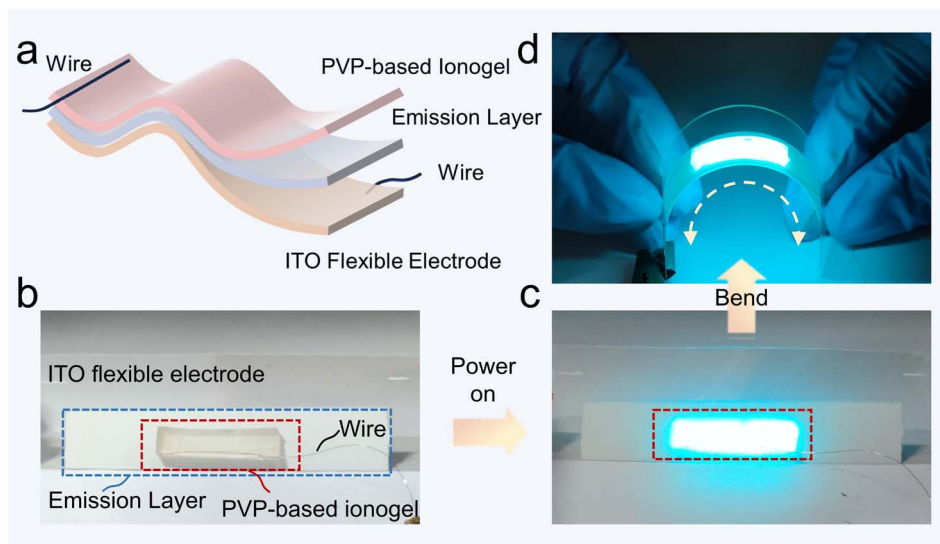 a
Wire
PVP-based Ionogel
Emission Layer
Wire
ITO Flexible Electrode
d
b
ITO flexible electrode
Wire
Emission Layer
PVP-based ionogel
Power
on
c
Bend